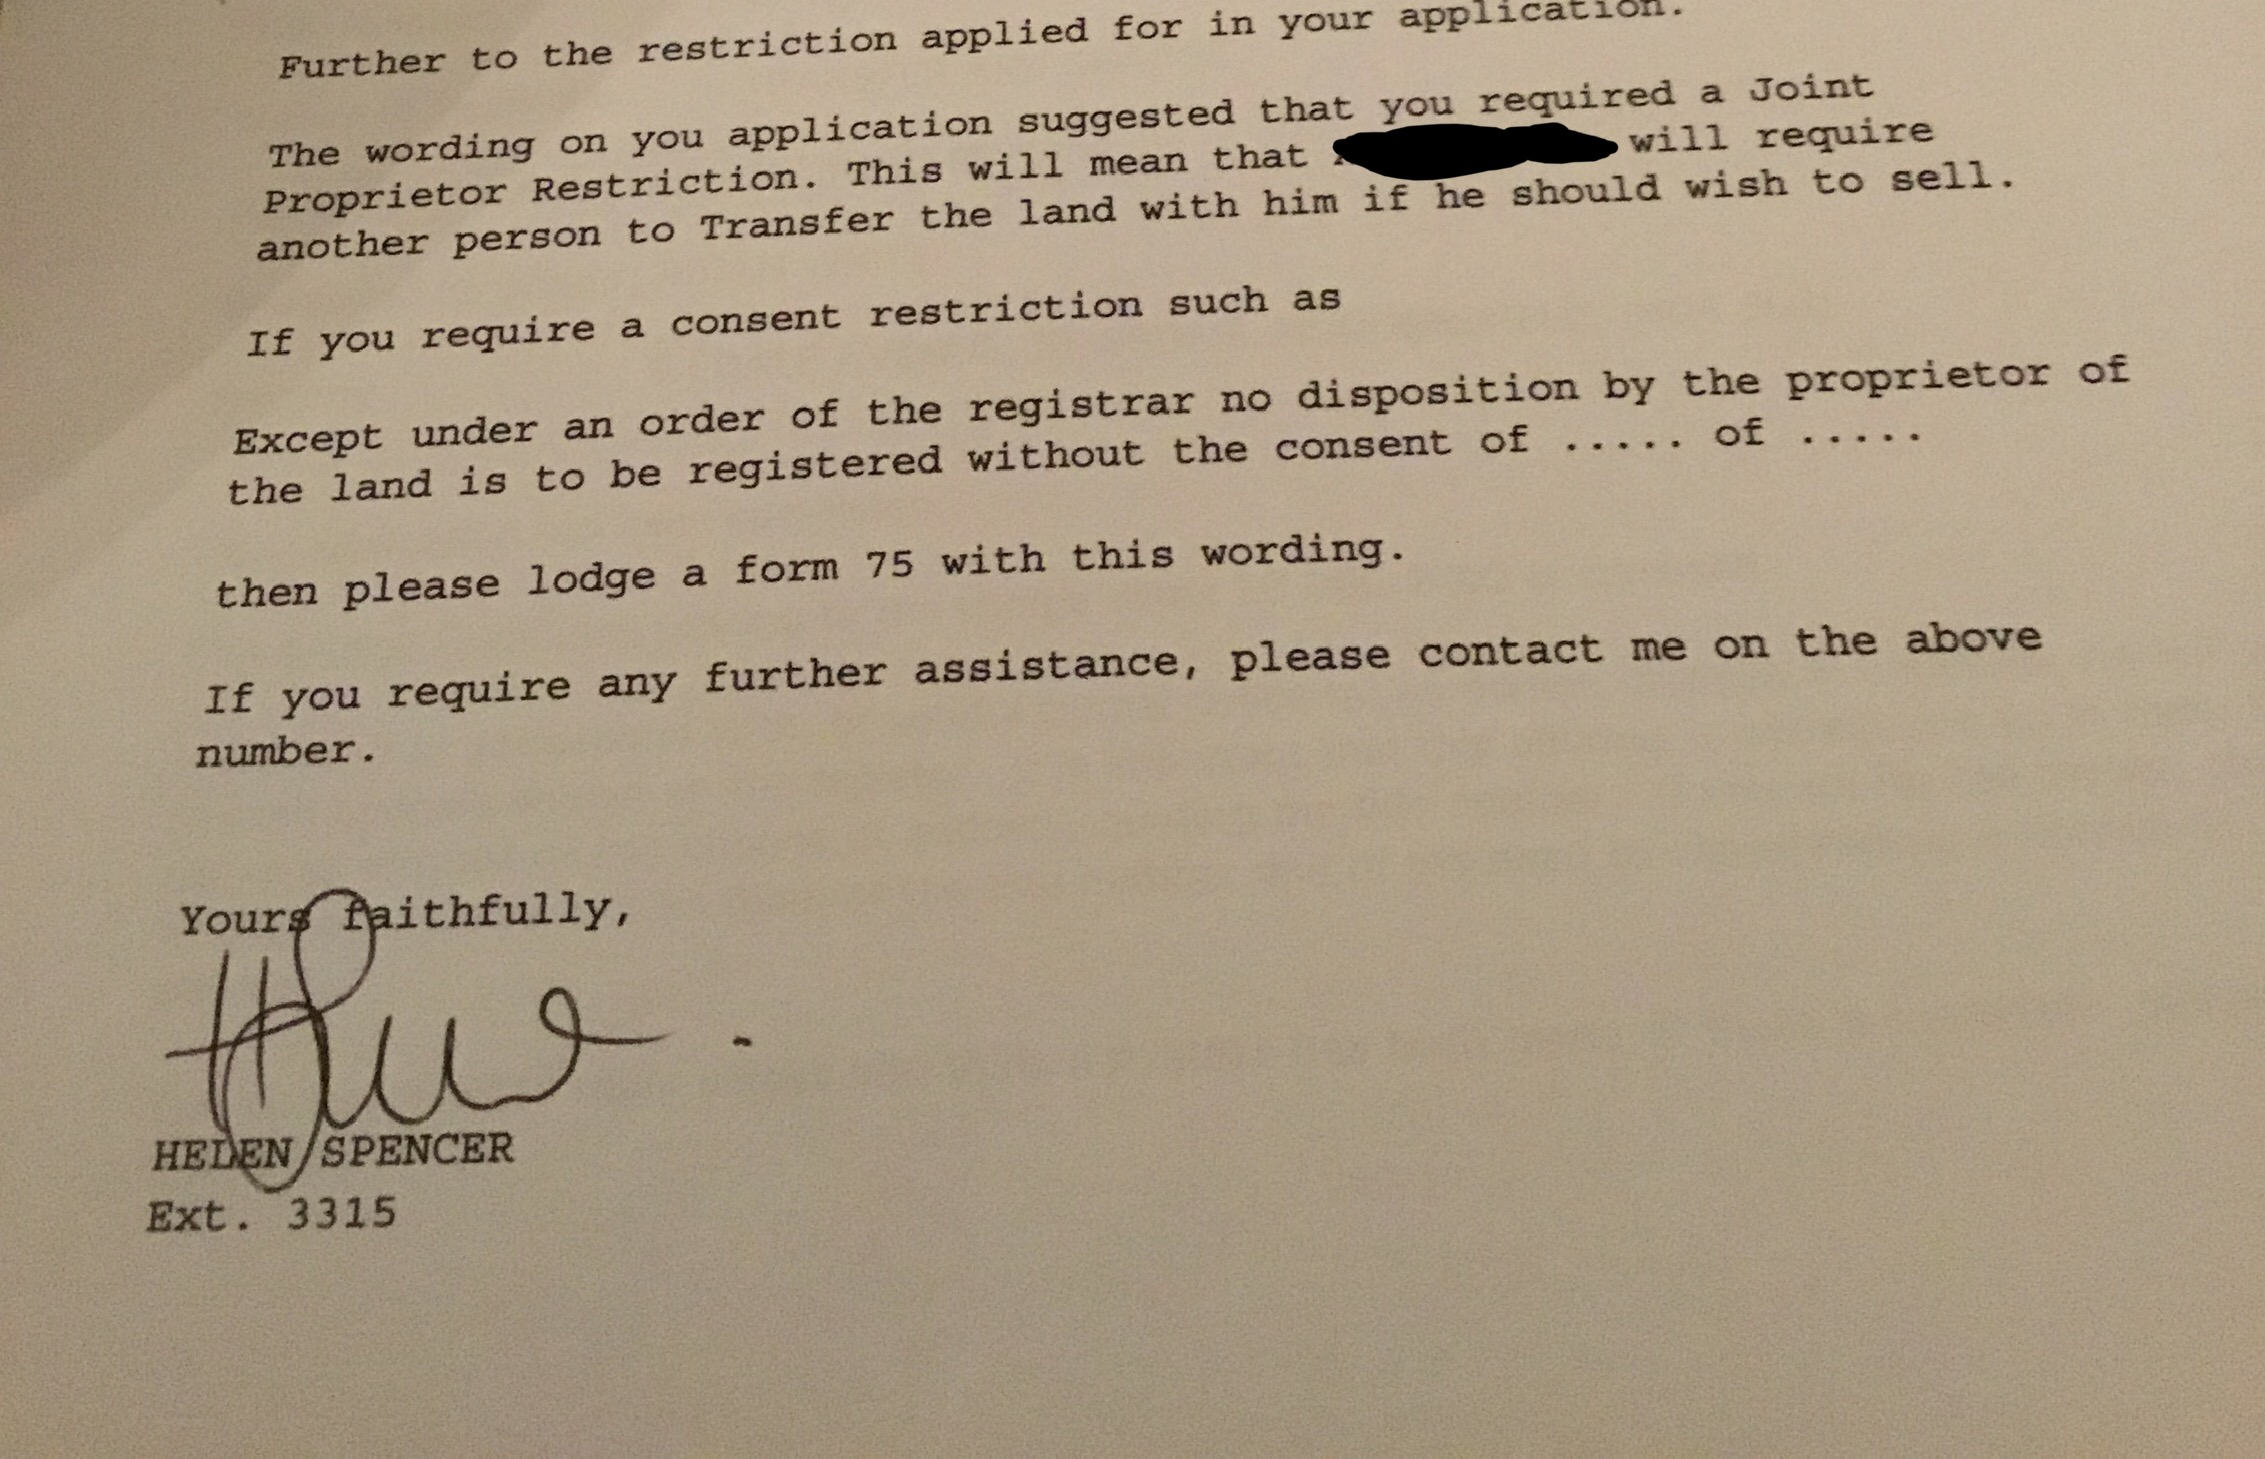 Further to the restriction applied for in your application.
The wording on you application suggested that you required a Joint
Proprietor Restriction. This will mean that will require
another person to Transfer the land with him if he should wish to sell.
If you require a consent restriction such as
Except under an order of the registrar no disposition by the proprietor of
the land is to be registered without the consent of ..... of .....
then please lodge a form 75 with this wording.
If you require any further assistance, please contact me on the above
number.
Yours faithfully,
HELEN SPENCER
Ext. 3315